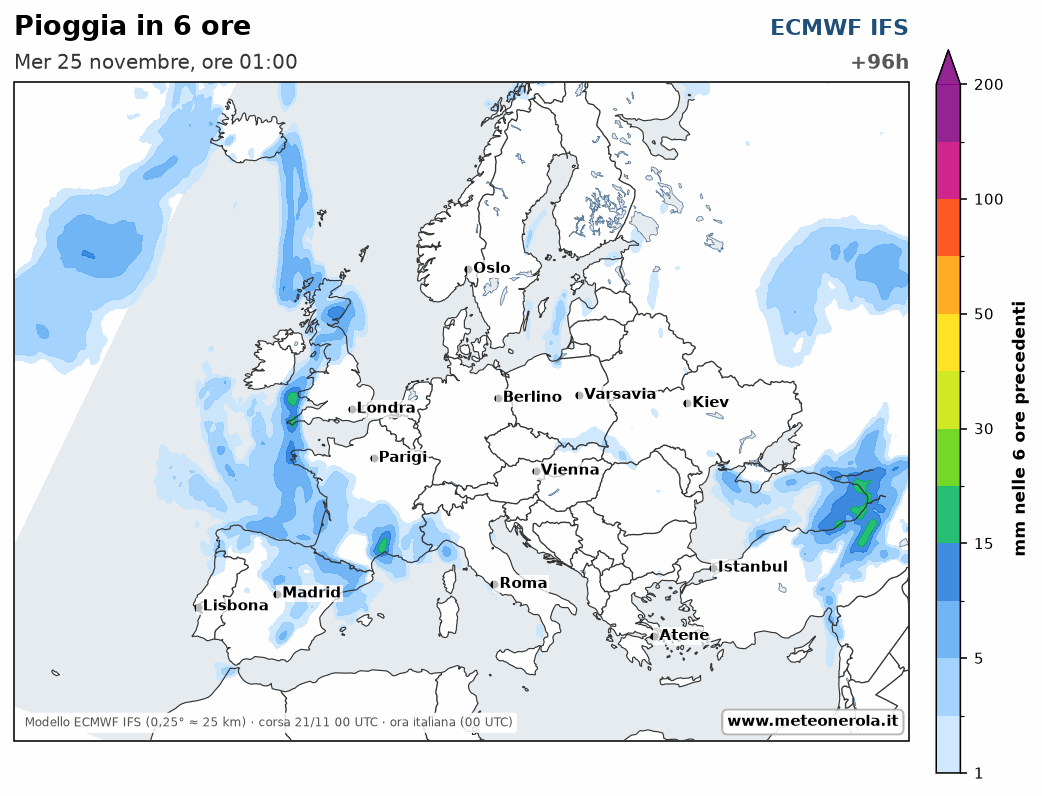 Pioggia in 6 ore
ECMWF IFS
Mer 25 novembre, ore 01:00
+96h
200
100
50
30
15
5
1
mm nelle 6 ore precedenti
Oslo
Berlino
Varsavia
Kiev
Londra
Parigi
Vienna
Istanbul
Roma
Madrid
Lisbona
Atene
Modello ECMWF IFS (0,25° ≈ 25 km) · corsa 21/11 00 UTC · ora italiana (00 UTC)
www.meteonerola.it